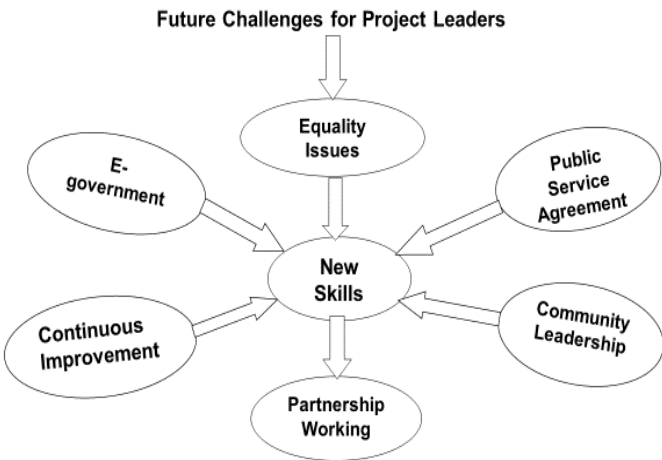 Future Challenges for Project Leaders
Equality
Issues
E-
government
Public
Service
Agreement
New
Skills
Continuous
Improvement
Community
Leadership
Partnership
Working